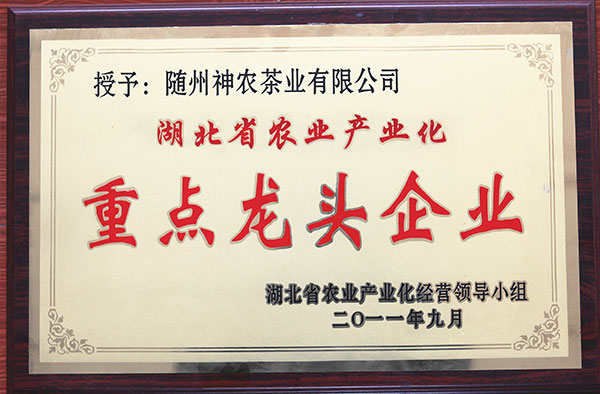 授予：随州神农茶业有限公司
湖北省农业产业化
重点龙头企业
湖北省农业产业化经营领导小组
二〇一一年九月